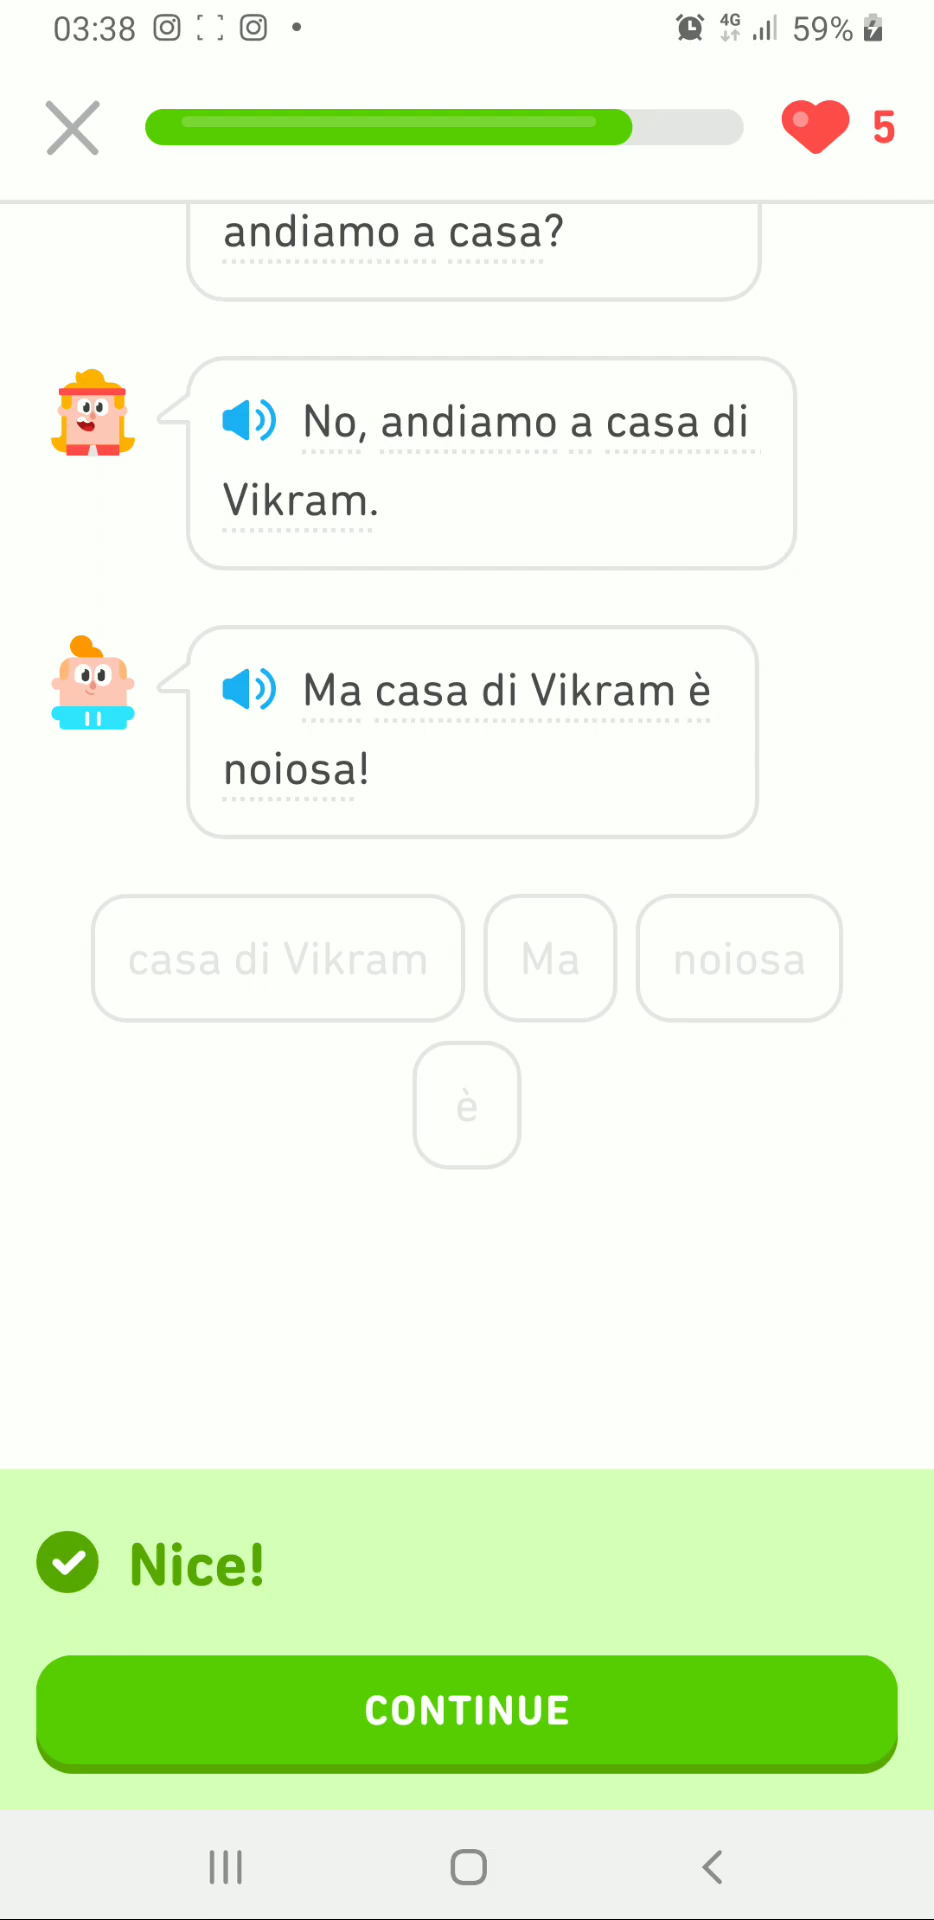 03:38 4G 59%
5
andiamo a casa?
No, andiamo a casa di
Vikram.
Ma casa di Vikram è
noiosa!
casa di Vikram Ma noiosa
è
Nice!
CONTINUE